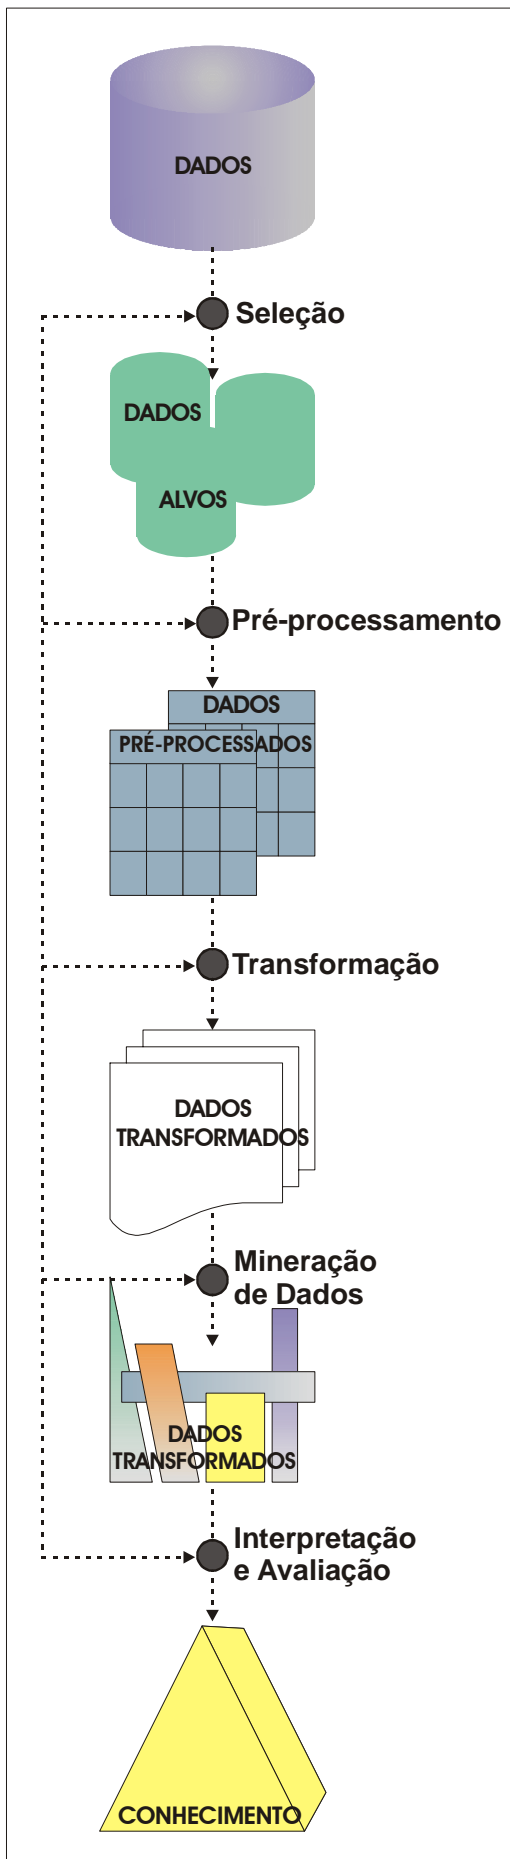 DADOS
Seleção
DADOS
ALVOS
Pré-processamento
DADOS
PRÉ-PROCESSADOS
Transformação
DADOS
TRANSFORMADOS
Mineração
de Dados
DADOS
TRANSFORMADOS
Interpretação
e Avaliação
CONHECIMENTO